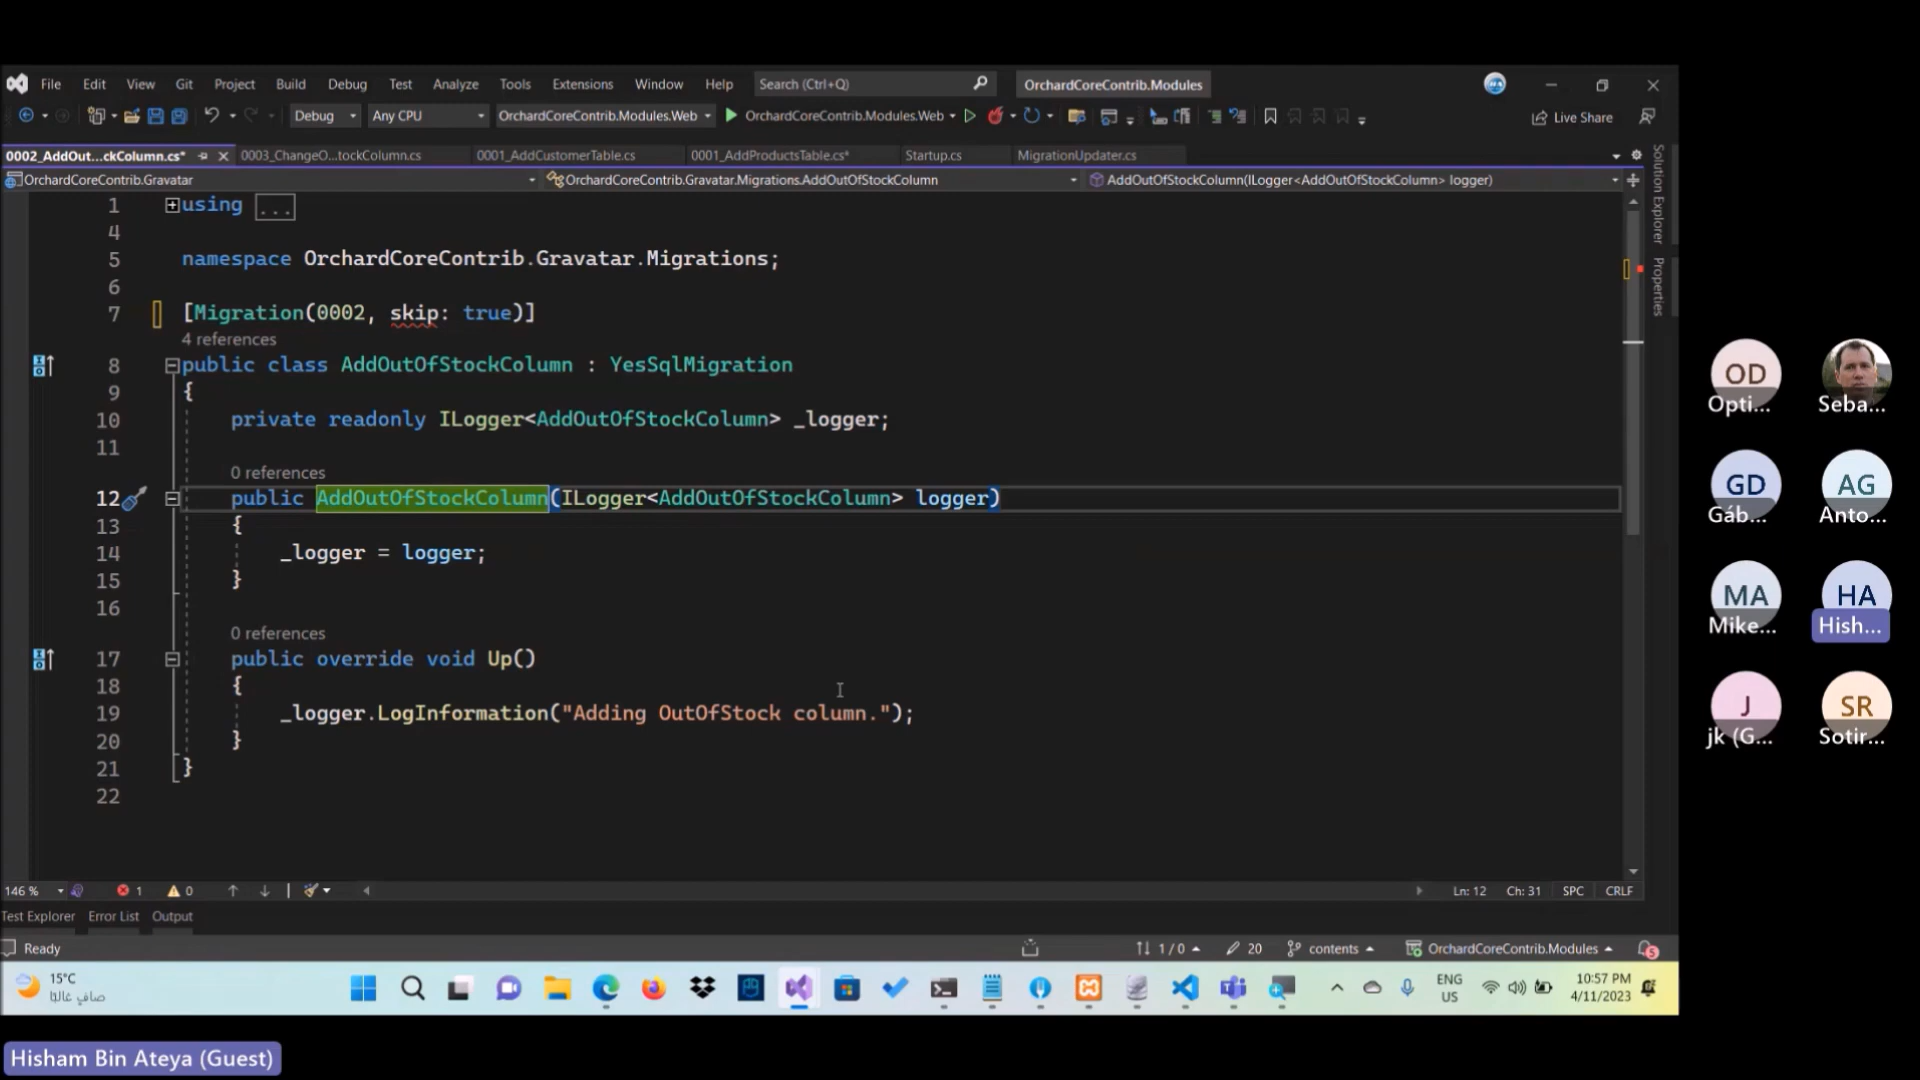 File Edit View Git Project Build Debug Test Analyze Tools Extensions Window Help Search (Ctrl+Q) OrchardCoreContrib.Modules
Debug Any CPU OrchardCoreContrib.Modules.Web OrchardCoreContrib.Modules.Web Live Share
0002_AddOut...ckColumn.cs* 0003_ChangeO...tockColumn.cs 0001_AddCustomerTable.cs 0001_AddProductsTable.cs* Startup.cs MigrationUpdater.cs
OrchardCoreContrib.Gravatar OrchardCoreContrib.Gravatar.Migrations.AddOutOfStockColumn AddOutOfStockColumn(ILogger<AddOutOfStockColumn> logger)
Solution Explorer
Properties
1 using ...
4
5 namespace OrchardCoreContrib.Gravatar.Migrations;
6
7 [Migration(0002, skip: true)]
4 references
8 public class AddOutOfStockColumn : YesSqlMigration
9 {
10 private readonly ILogger<AddOutOfStockColumn> _logger;
11
0 references
12 public AddOutOfStockColumn(ILogger<AddOutOfStockColumn> logger)
13 {
14 _logger = logger;
15 }
16
0 references
17 public override void Up()
18 {
19 _logger.LogInformation("Adding OutOfStock column.");
20 }
21 }
22
146 % 1 0 Ln: 12 Ch: 31 SPC CRLF
Test Explorer Error List Output
Ready 1 / 0 20 contents OrchardCoreContrib.Modules 5
15°C
صافٍ غالبًا
ENG
US
10:57 PM
4/11/2023
OD
Opti...
Seba...
GD
Gáb...
AG
Anto...
MA
Mike...
HA
Hish...
J
jk (G...
SR
Sotir...
Hisham Bin Ateya (Guest)